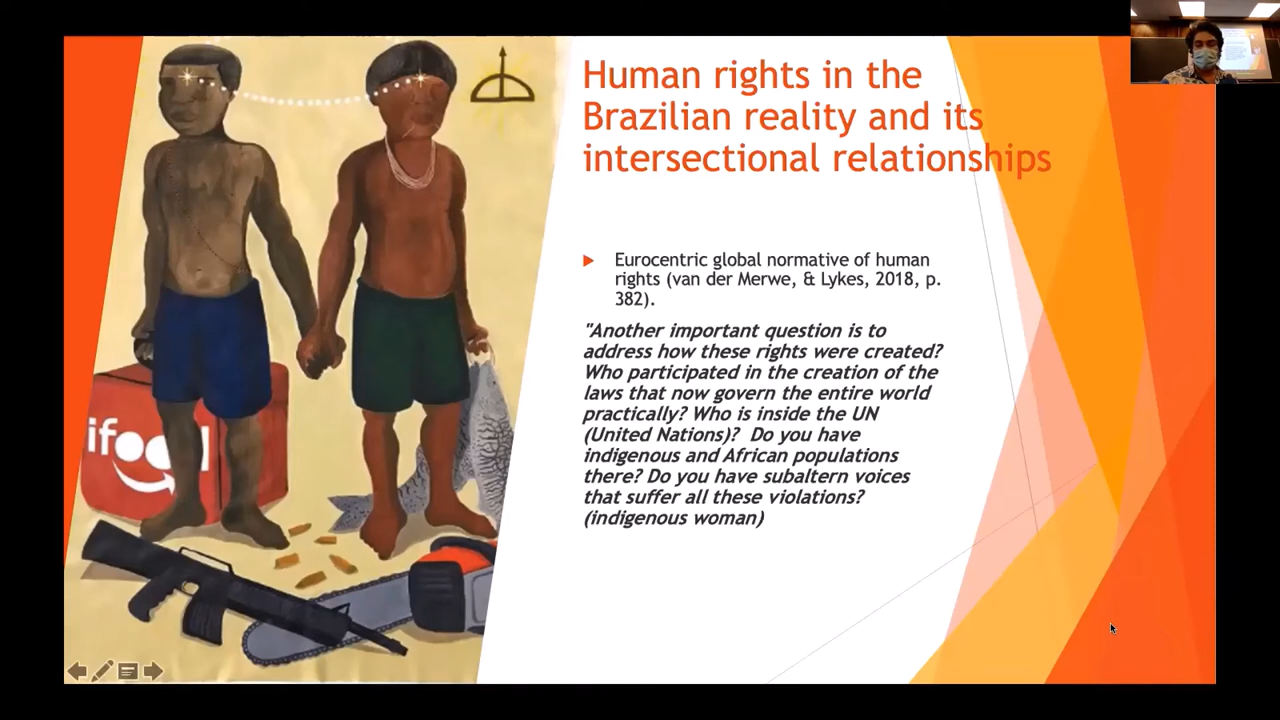 Human rights in the
Brazilian reality and its
intersectional relationships
Eurocentric global normative of human
rights (van der Merwe, & Lykes, 2018, p.
382).
"Another important question is to
address how these rights were created?
Who participated in the creation of the
laws that now govern the entire world
practically? Who is inside the UN
(United Nations)? Do you have
indigenous and African populations
there? Do you have subaltern voices
that suffer all these violations?
(indigenous woman)
ifood